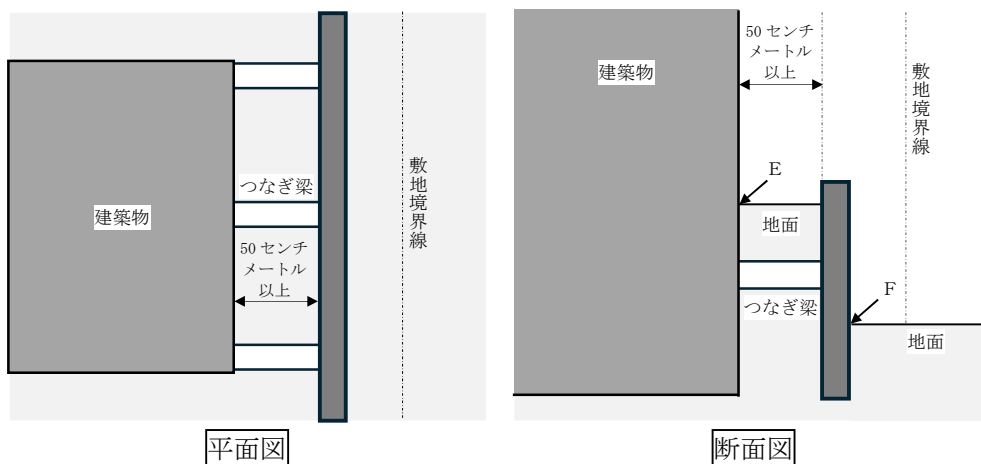 建築物
つなぎ梁
50 センチ
メートル
以上
敷地境界線
平面図
建築物
50 センチ
メートル
以上
敷地境界線
E
地面
つなぎ梁
F
地面
断面図